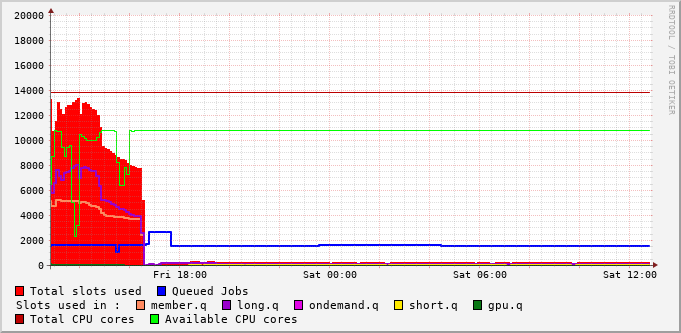 20000
18000
16000
14000
12000
10000
8000
6000
4000
2000
0
Fri 18:00 Sat 00:00 Sat 06:00 Sat 12:00
Total slots used Queued Jobs
Slots used in : member.q long.q ondemand.q short.q gpu.q
Total CPU cores Available CPU cores
RRDTOOL / TOBI OETIKER